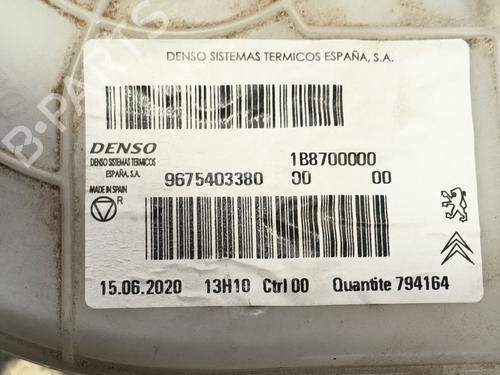 DENSO SISTEMAS TERMICOS ESPAÑA, S.A.
DENSO
DENSO SISTEMAS TERMICOS
ESPAÑA, S.A.
MADE IN SPAIN
R
1B8700000
9675403380 00 00
15.06.2020 13H10 Ctrl 00 Quantite 794164
B-PARTS